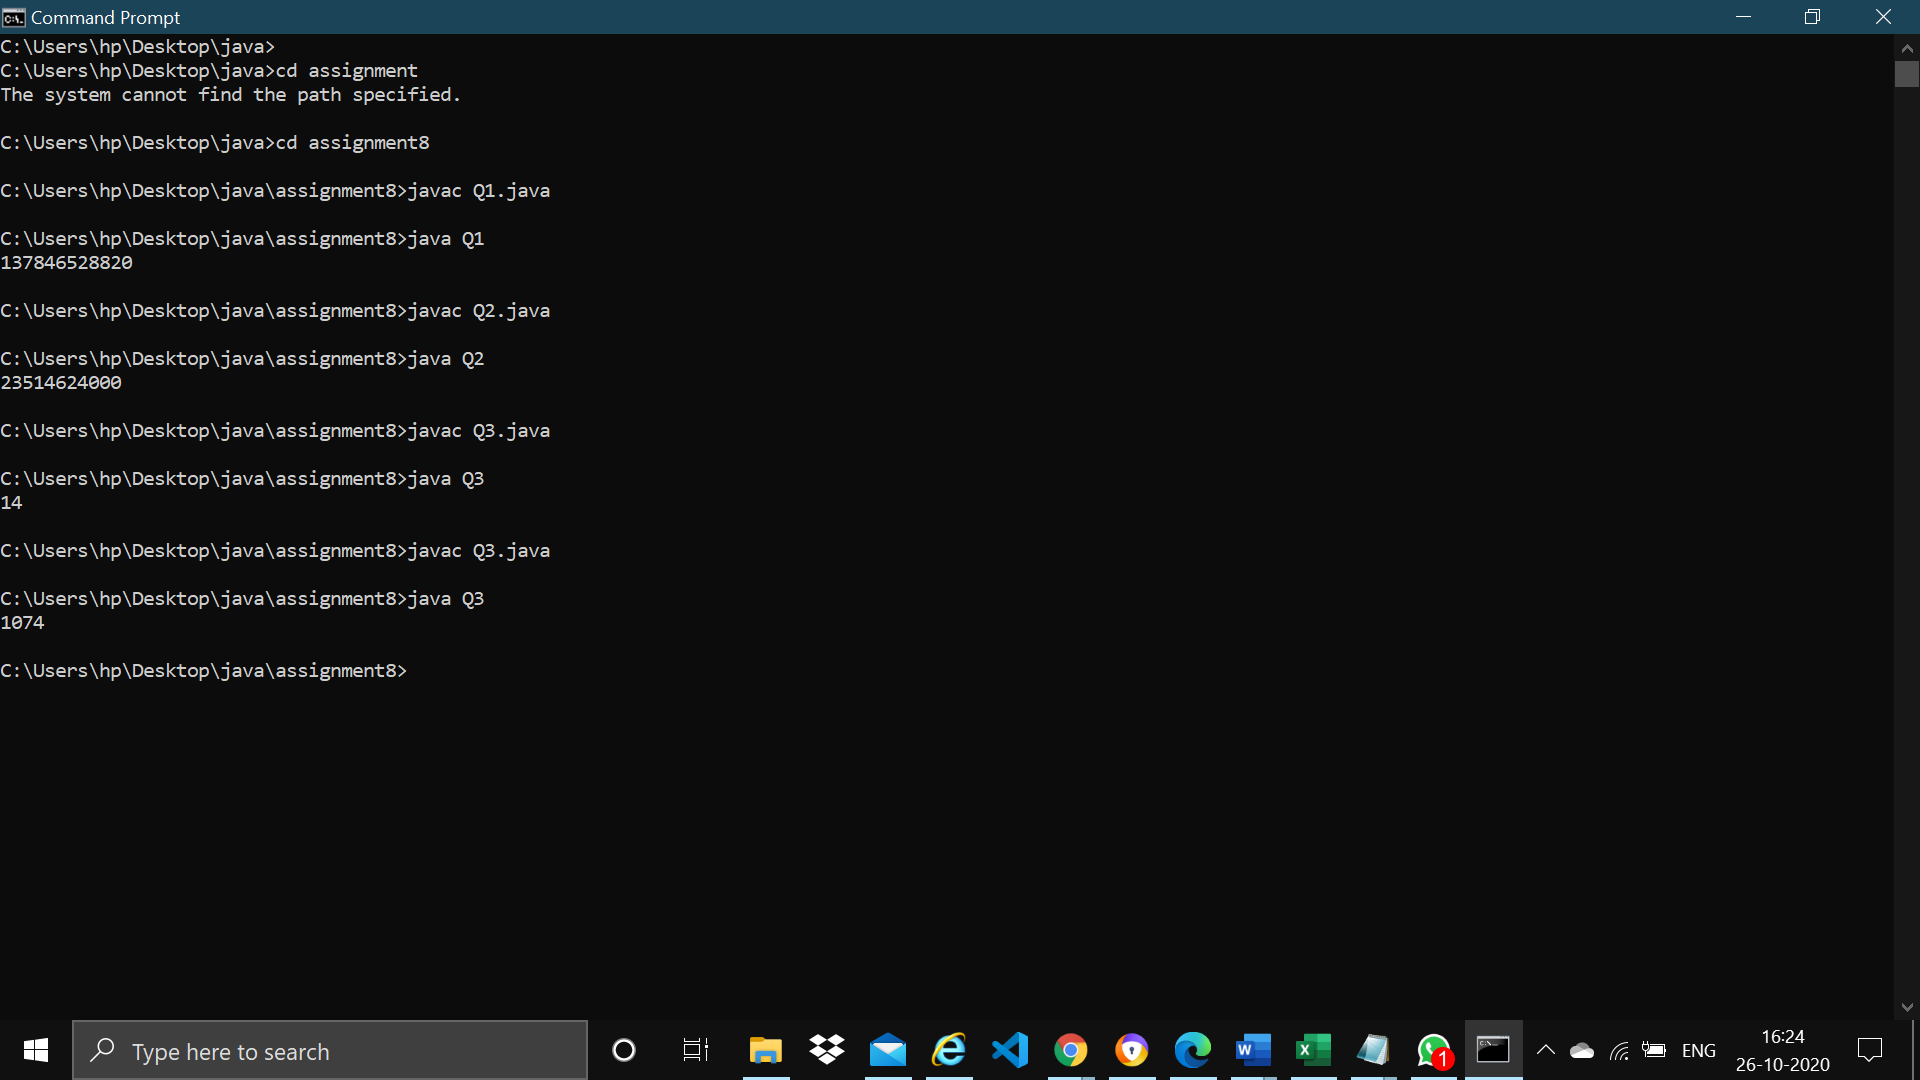 Command Prompt
C:\Users\hp\Desktop\java>
C:\Users\hp\Desktop\java>cd assignment
The system cannot find the path specified.
C:\Users\hp\Desktop\java>cd assignment8
C:\Users\hp\Desktop\java\assignment8>javac Q1.java
C:\Users\hp\Desktop\java\assignment8>java Q1
137846528820
C:\Users\hp\Desktop\java\assignment8>javac Q2.java
C:\Users\hp\Desktop\java\assignment8>java Q2
23514624000
C:\Users\hp\Desktop\java\assignment8>javac Q3.java
C:\Users\hp\Desktop\java\assignment8>java Q3
14
C:\Users\hp\Desktop\java\assignment8>javac Q3.java
C:\Users\hp\Desktop\java\assignment8>java Q3
1074
C:\Users\hp\Desktop\java\assignment8>
Type here to search
1
ENG
16:24
26-10-2020